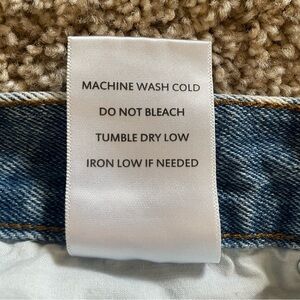 MACHINE WASH COLD
DO NOT BLEACH
TUMBLE DRY LOW
IRON LOW IF NEEDED